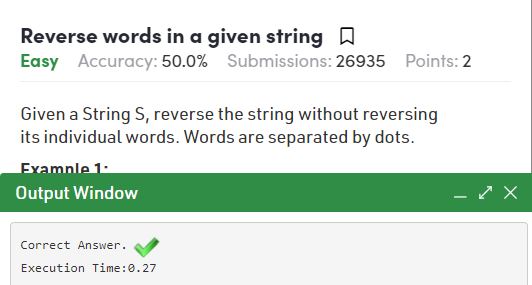 Reverse words in a given string
Easy Accuracy: 50.0% Submissions: 26935 Points: 2
Given a String S, reverse the string without reversing
its individual words. Words are separated by dots.
Example 1:
Output Window
Correct Answer.
Execution Time:0.27